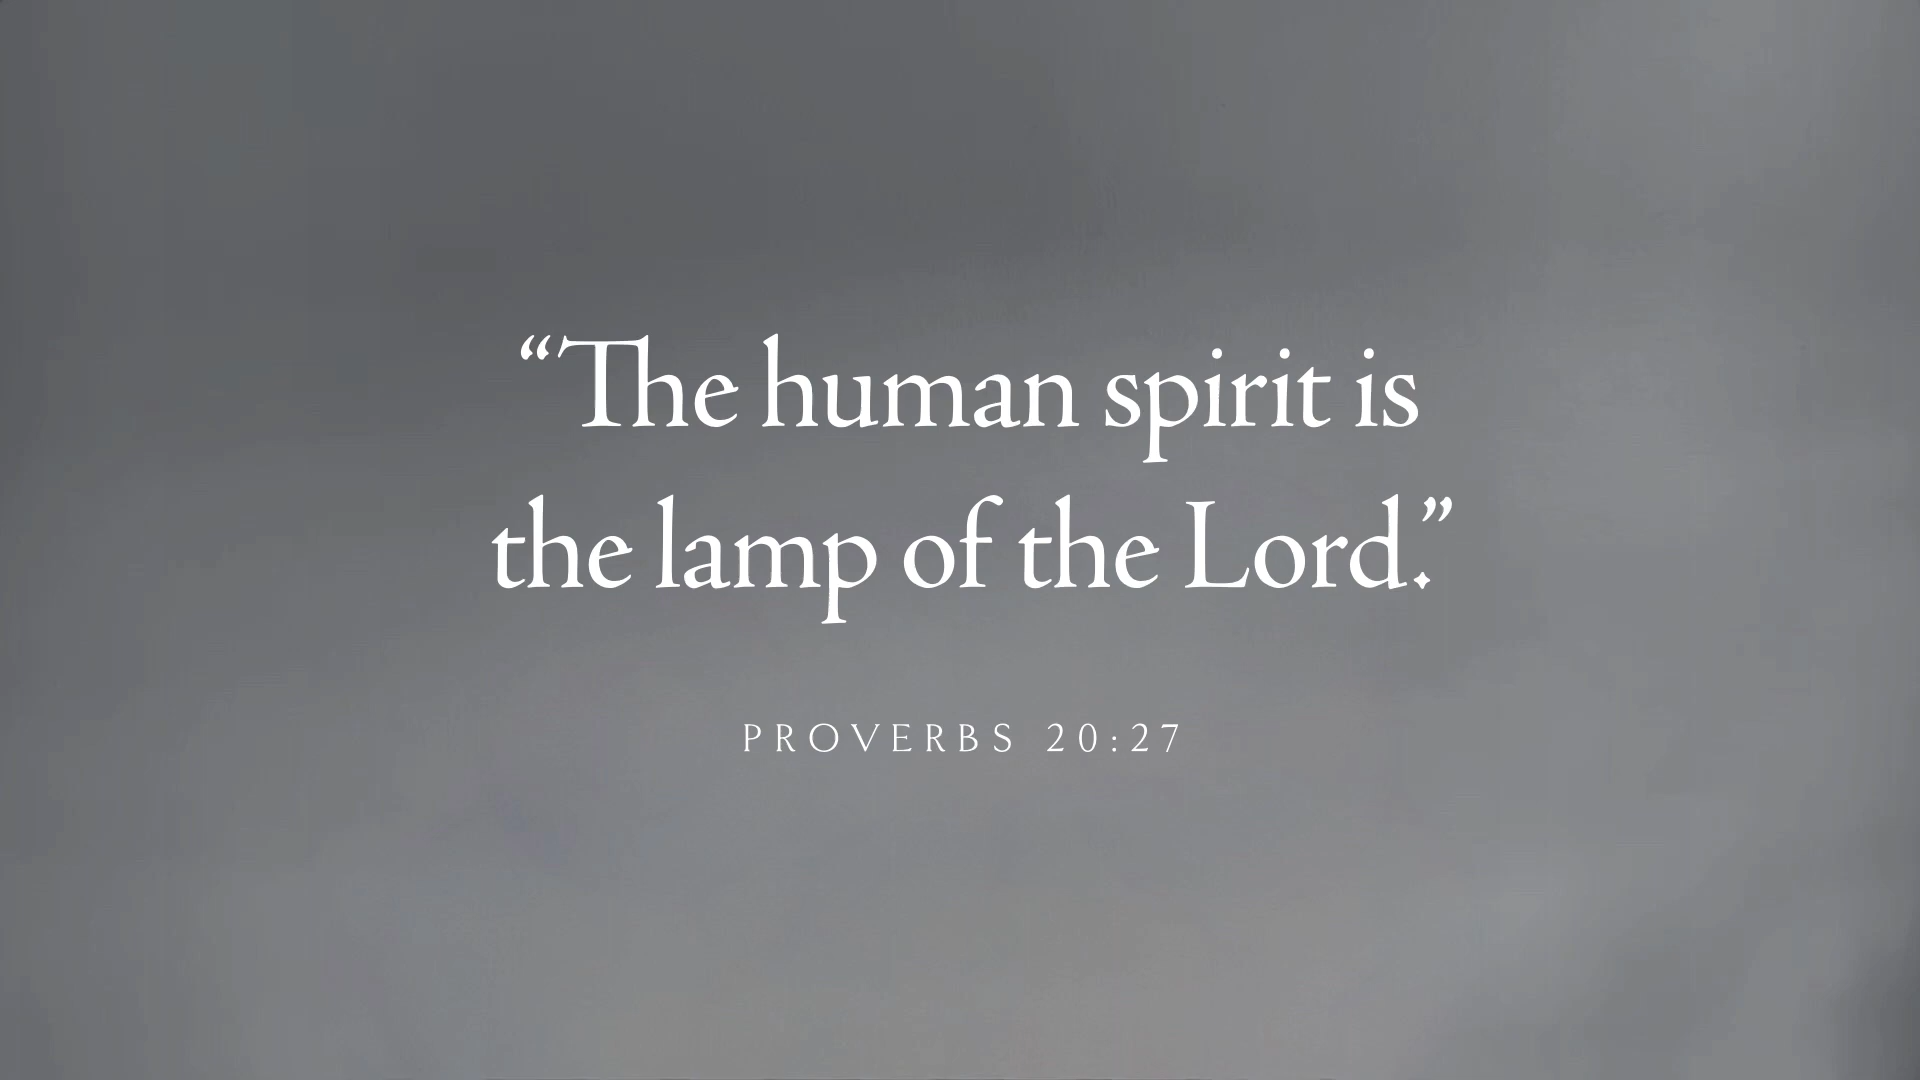 “The human spirit is
the lamp of the Lord.”
PROVERBS 20:27